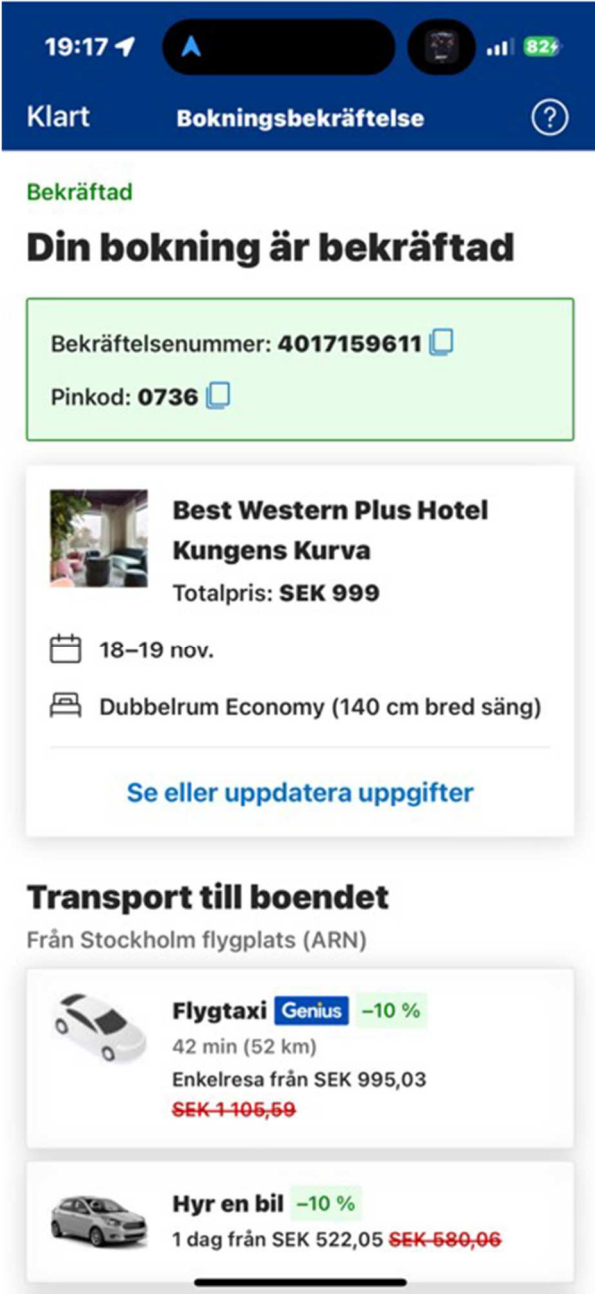 19:17
82
Klart
Bokningsbekräftelse
?
Bekräftad
Din bokning är bekräftad
Bekräftelsenummer: 4017159611
Pinkod: 0736
Best Western Plus Hotel
Kungens Kurva
Totalpris: SEK 999
18–19 nov.
Dubbelrum Economy (140 cm bred säng)
Se eller uppdatera uppgifter
Transport till boendet
Från Stockholm flygplats (ARN)
Flygtaxi Genius –10 %
42 min (52 km)
Enkelresa från SEK 995,03
SEK 1 105,59
Hyr en bil –10 %
1 dag från SEK 522,05 SEK 580,06